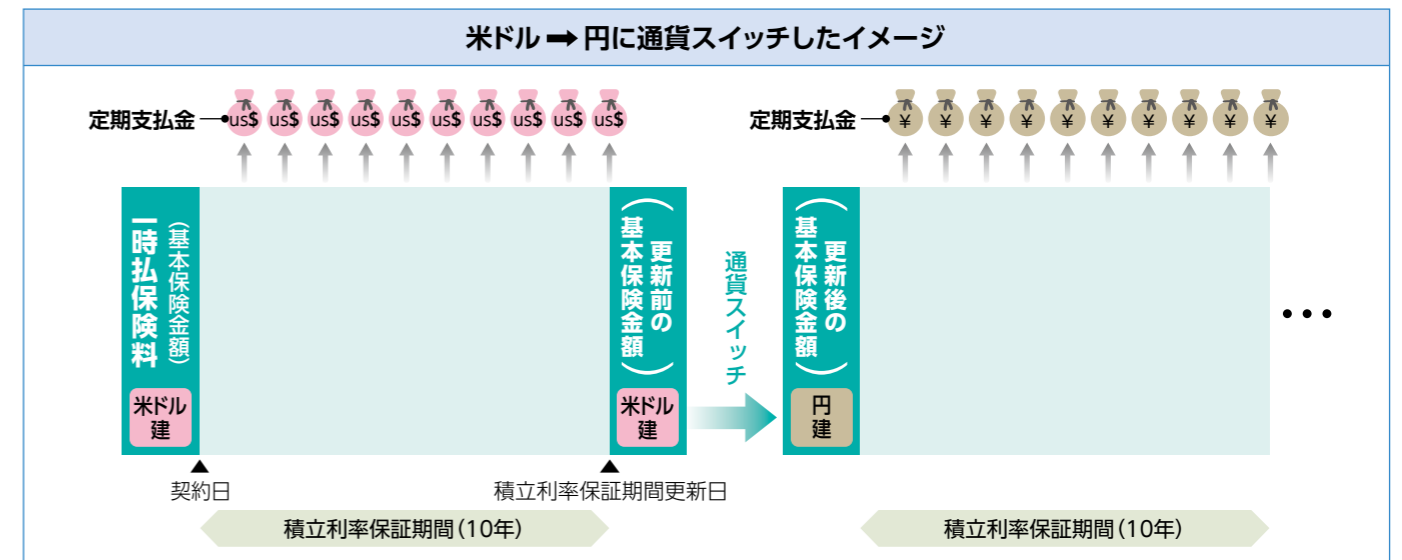 米ドル➡円に通貨スイッチしたイメージ
定期支払金
us$ us$ us$ us$ us$ us$ us$ us$ us$ us$
定期支払金
¥ ¥ ¥ ¥ ¥ ¥ ¥ ¥ ¥ ¥
一時払保険料
(基本保険金額)
米ドル
建
更新前の
(基本保険金額)
米ドル
建
通貨スイッチ
更新後の
(基本保険金額)
円
建
•••
契約日
積立利率保証期間更新日
積立利率保証期間(10年)
積立利率保証期間(10年)